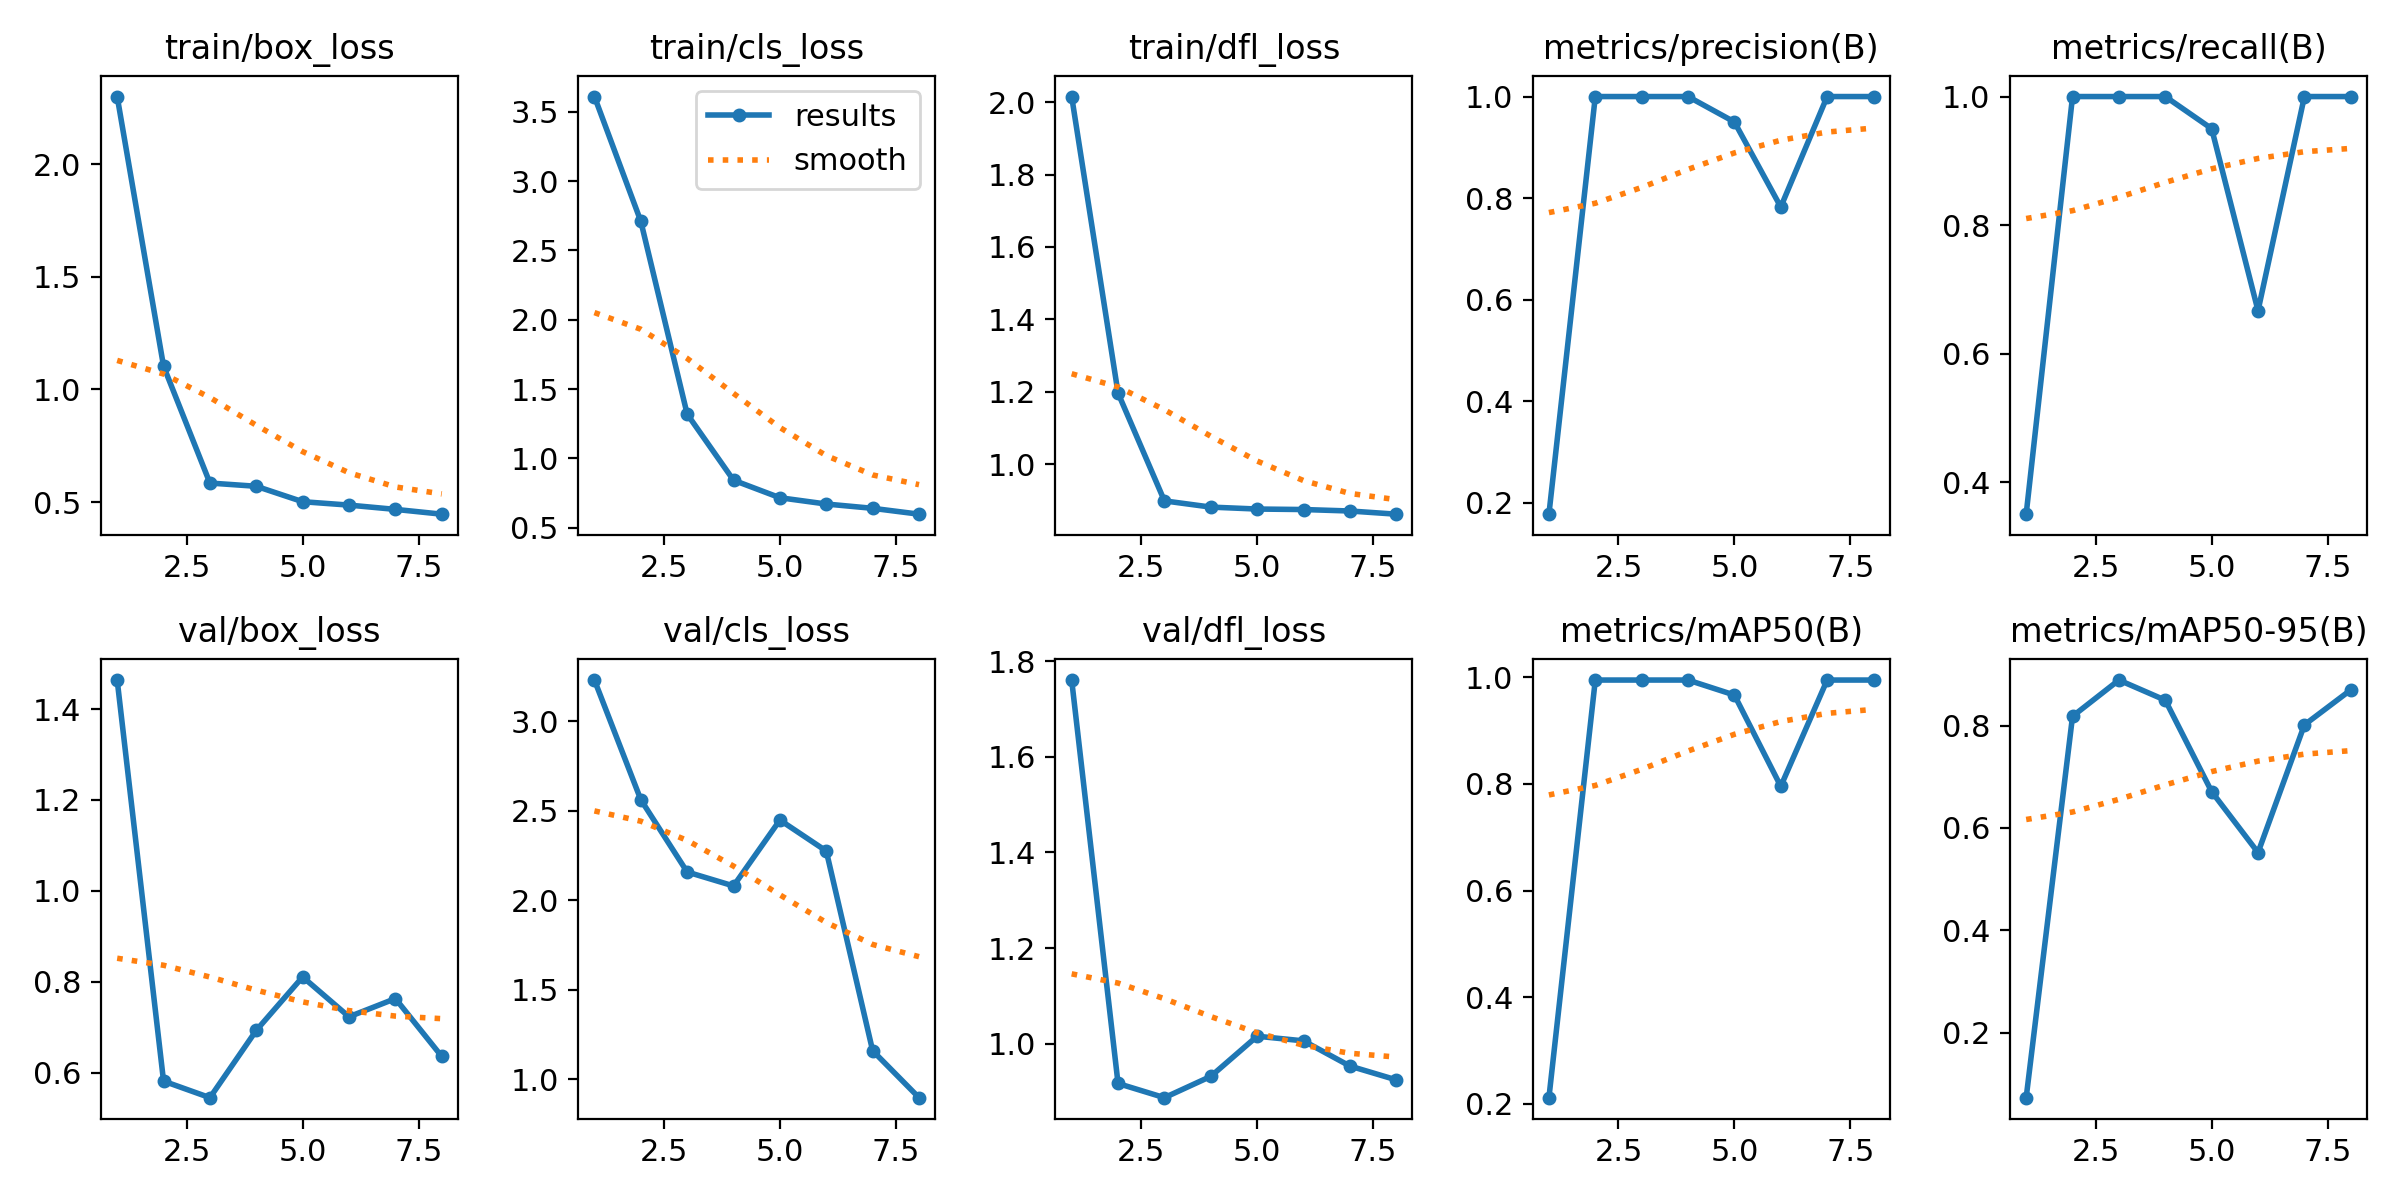 train/box_loss
train/cls_loss
train/dfl_loss
metrics/precision(B)
metrics/recall(B)
2.0
1.5
1.0
0.5
2.5 5.0 7.5
3.5
3.0
2.5
2.0
1.5
1.0
0.5
results
smooth
2.5 5.0 7.5
2.0
1.8
1.6
1.4
1.2
1.0
2.5 5.0 7.5
1.0
0.8
0.6
0.4
0.2
2.5 5.0 7.5
1.0
0.8
0.6
0.4
2.5 5.0 7.5
val/box_loss
val/cls_loss
val/dfl_loss
metrics/mAP50(B)
metrics/mAP50-95(B)
1.4
1.2
1.0
0.8
0.6
2.5 5.0 7.5
3.0
2.5
2.0
1.5
1.0
2.5 5.0 7.5
1.8
1.6
1.4
1.2
1.0
2.5 5.0 7.5
1.0
0.8
0.6
0.4
0.2
2.5 5.0 7.5
0.8
0.6
0.4
0.2
2.5 5.0 7.5